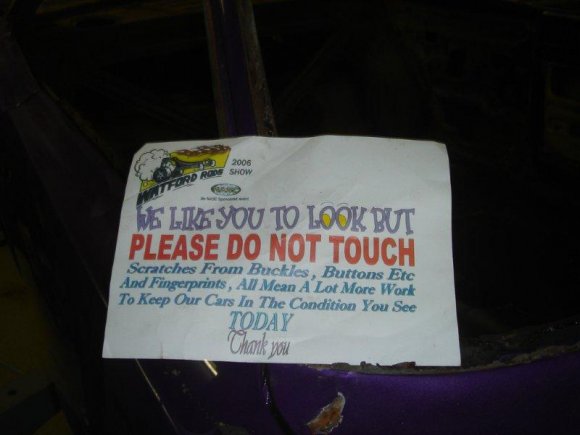 WATFORD RODS
2006
SHOW
WE LIKE YOU TO LOOK BUT
PLEASE DO NOT TOUCH
Scratches From Buckles , Buttons Etc
And Fingerprints , All Mean A Lot More Work
To Keep Our Cars In The Condition You See
TODAY
Thank you